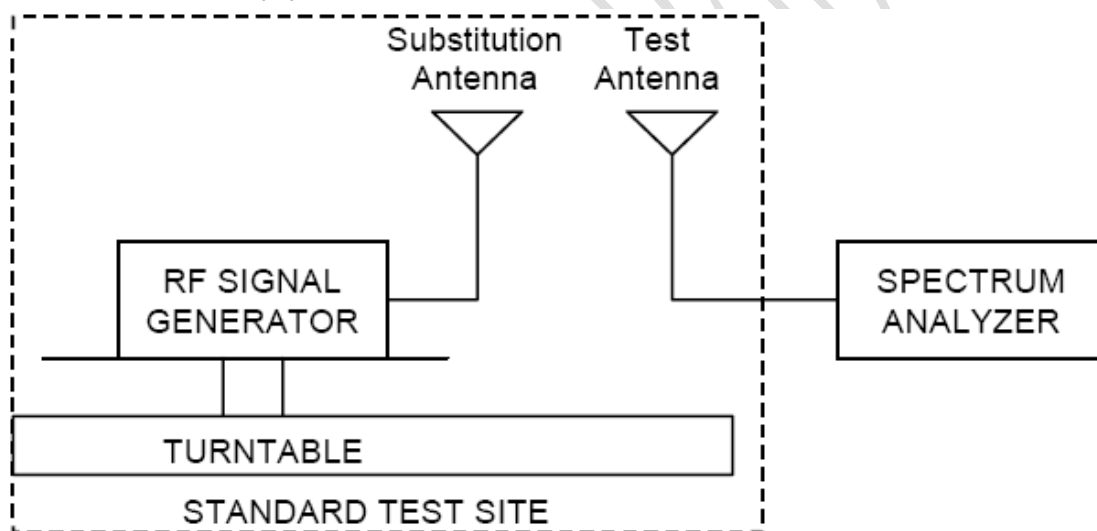 Substitution
Antenna
Test
Antenna
RF SIGNAL
GENERATOR
SPECTRUM
ANALYZER
TURNTABLE
STANDARD TEST SITE